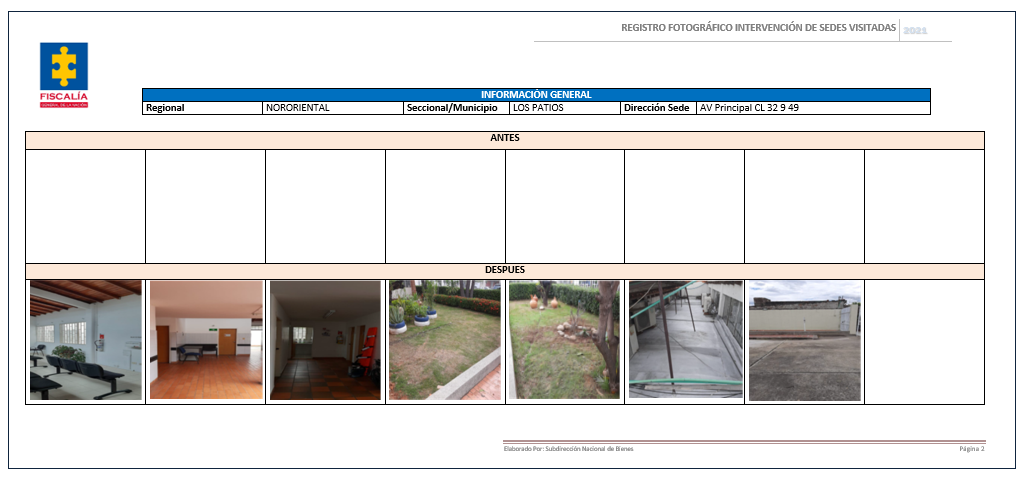 REGISTRO FOTOGRÁFICO INTERVENCIÓN DE SEDES VISITADAS 2021
FISCALÍA
GENERAL DE LA NACIÓN
INFORMACIÓN GENERAL
Regional NORORIENTAL Seccional/Municipio LOS PATIOS Dirección Sede AV Principal CL 32 9 49
ANTES
DESPUES
Elaborado Por: Subdirección Nacional de Bienes Página 2